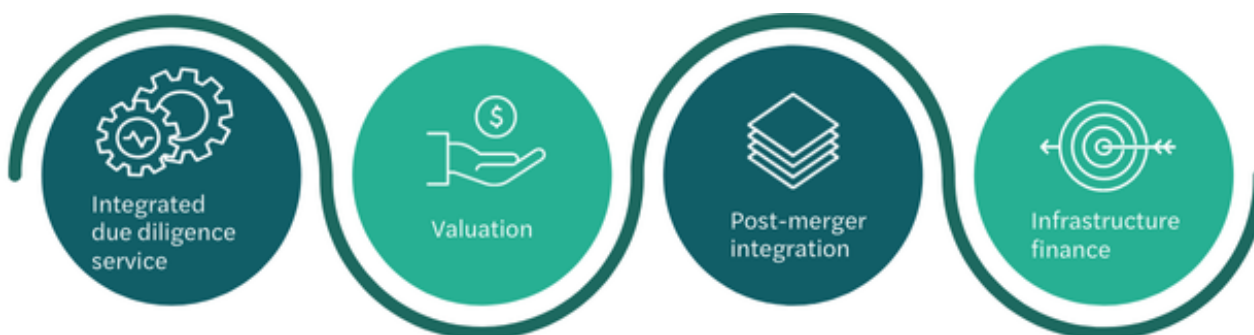 Integrated
due diligence
service
$
Valuation
Post-merger
integration
Infrastructure
finance